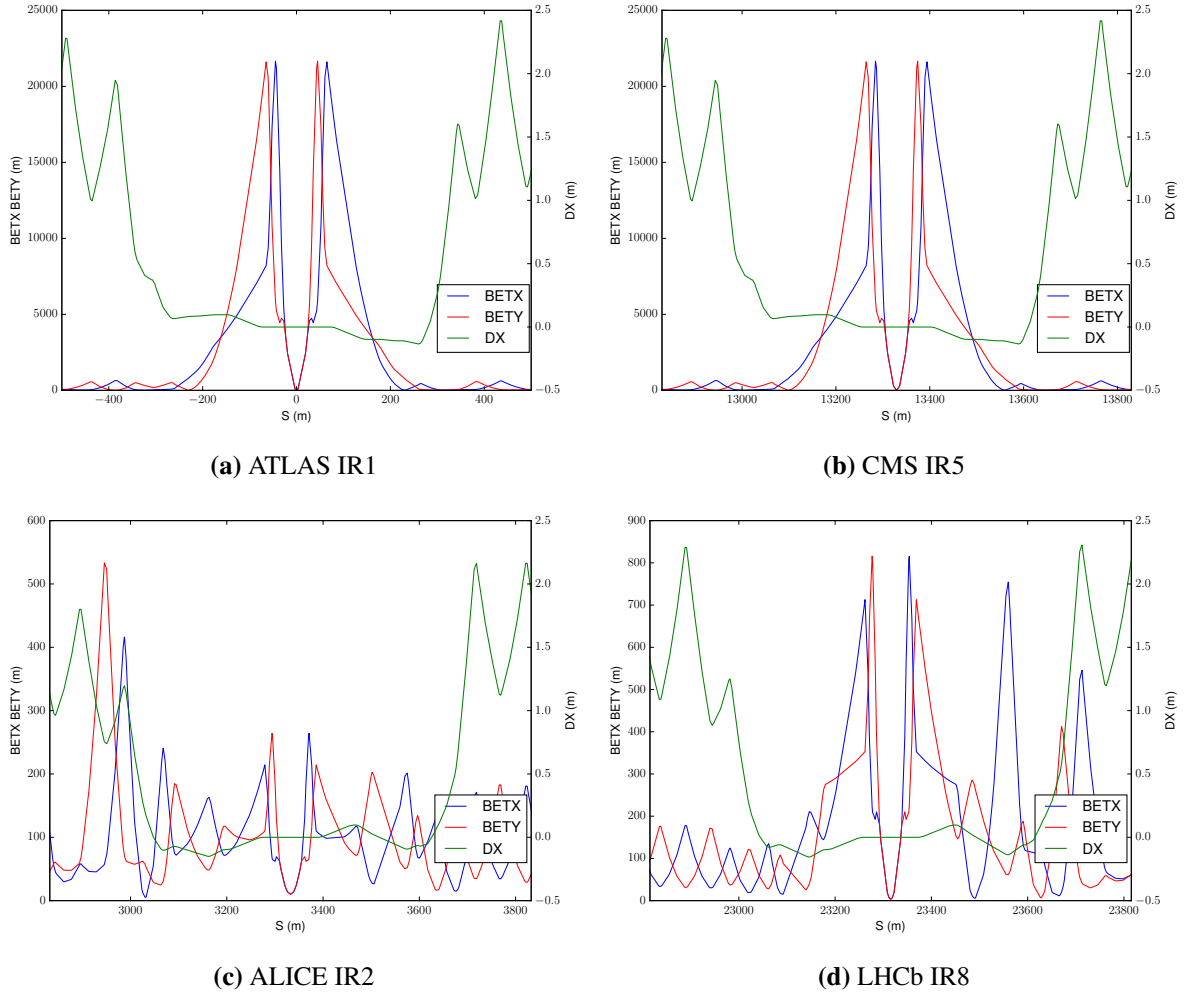 25000
20000
15000
10000
5000
0
BETX BETY (m)
−400
−200
0
200
400
S (m)
2.5
2.0
1.5
1.0
0.5
0.0
−0.5
DX (m)
BETX
BETY
DX
(a) ATLAS IR1
25000
20000
15000
10000
5000
0
BETX BETY (m)
13000
13200
13400
13600
13800
S (m)
2.5
2.0
1.5
1.0
0.5
0.0
−0.5
DX (m)
BETX
BETY
DX
(b) CMS IR5
600
500
400
300
200
100
0
BETX BETY (m)
3000
3200
3400
3600
3800
S (m)
2.5
2.0
1.5
1.0
0.5
0.0
−0.5
DX (m)
BETX
BETY
DX
(c) ALICE IR2
900
800
700
600
500
400
300
200
100
0
BETX BETY (m)
23000
23200
23400
23600
23800
S (m)
2.5
2.0
1.5
1.0
0.5
0.0
−0.5
DX (m)
BETX
BETY
DX
(d) LHCb IR8